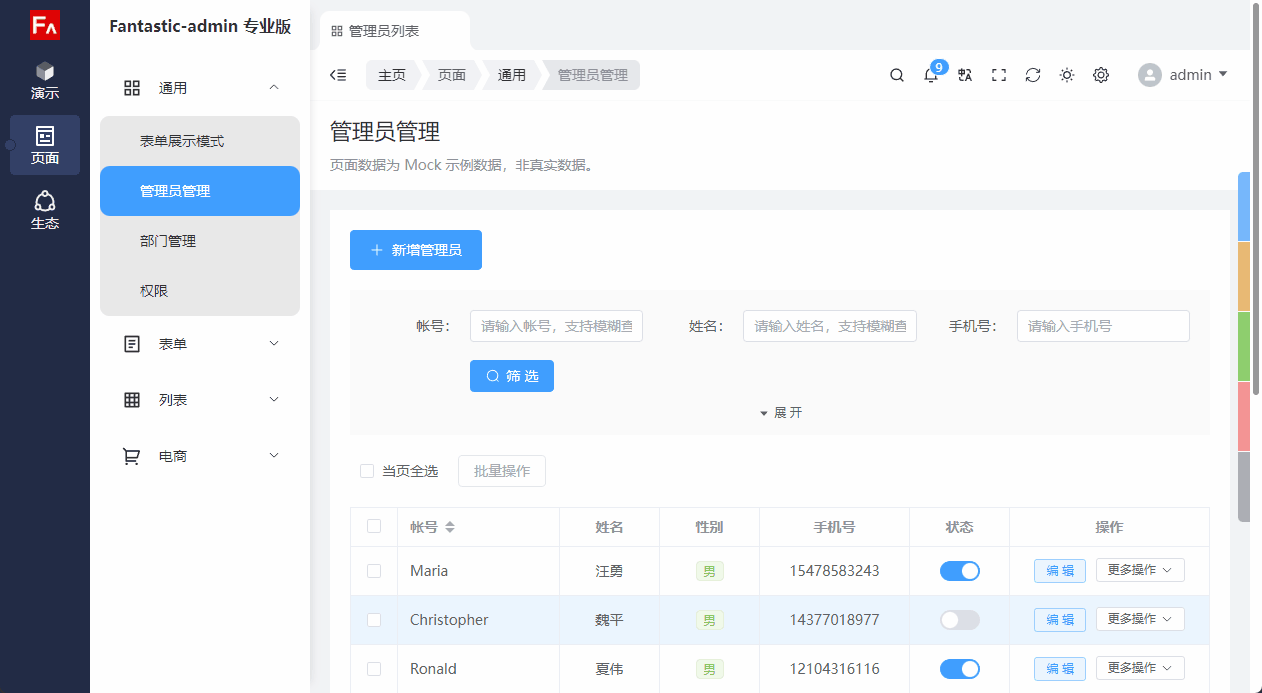 FA
演示
页面
生态
Fantastic-admin 专业版
通用
表单展示模式
管理员管理
部门管理
权限
表单
列表
电商
管理员列表
主页 页面 通用 管理员管理
9 admin
管理员管理
页面数据为 Mock 示例数据，非真实数据。
新增管理员
帐号： 请输入帐号，支持模糊查 姓名： 请输入姓名，支持模糊查 手机号： 请输入手机号
筛 选
展 开
当页全选 批量操作
帐号 姓名 性别 手机号 状态 操作
Maria 汪勇 男 15478583243 编 辑 更多操作
Christopher 魏平 男 14377018977 编 辑 更多操作
Ronald 夏伟 男 12104316116 编 辑 更多操作